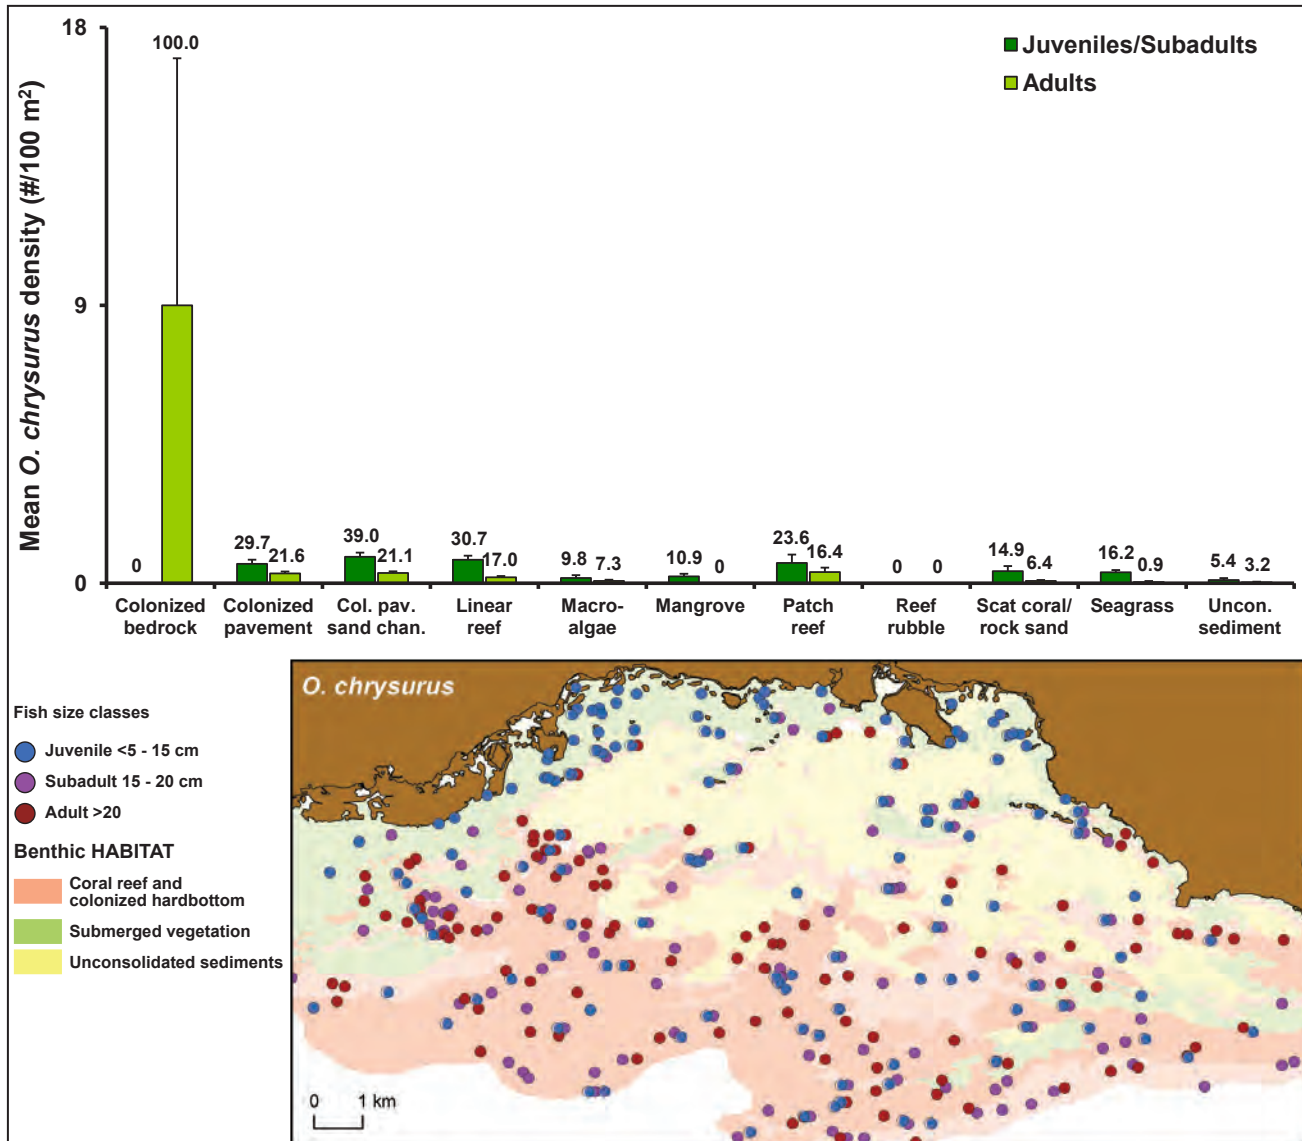 18
100.0
Juveniles/Subadults
Adults
Mean O. chrysurus density (#/100 m²)
9
0
0
29.7
21.6
39.0
21.1
30.7
17.0
9.8
7.3
10.9
0
23.6
16.4
0
0
14.9
6.4
16.2
0.9
5.4
3.2
Colonized
bedrock
Colonized
pavement
Col. pav.
sand chan.
Linear
reef
Macro-
algae
Mangrove
Patch
reef
Reef
rubble
Scat coral/
rock sand
Seagrass
Uncon.
sediment
O. chrysurus
Fish size classes
Juvenile <5 - 15 cm
Subadult 15 - 20 cm
Adult >20
Benthic HABITAT
Coral reef and
colonized hardbottom
Submerged vegetation
Unconsolidated sediments
0 1 km